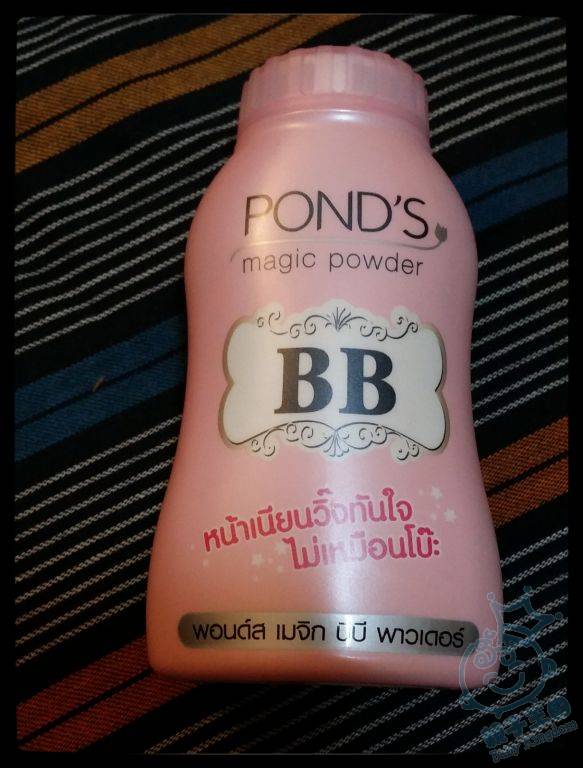 POND'S
magic powder
BB
หน้าเนียนวิ๊งทันใจ
ไม่เหมือนโบ๊ะ
พอนด์ส เมจิก บีบี พาวเดอร์